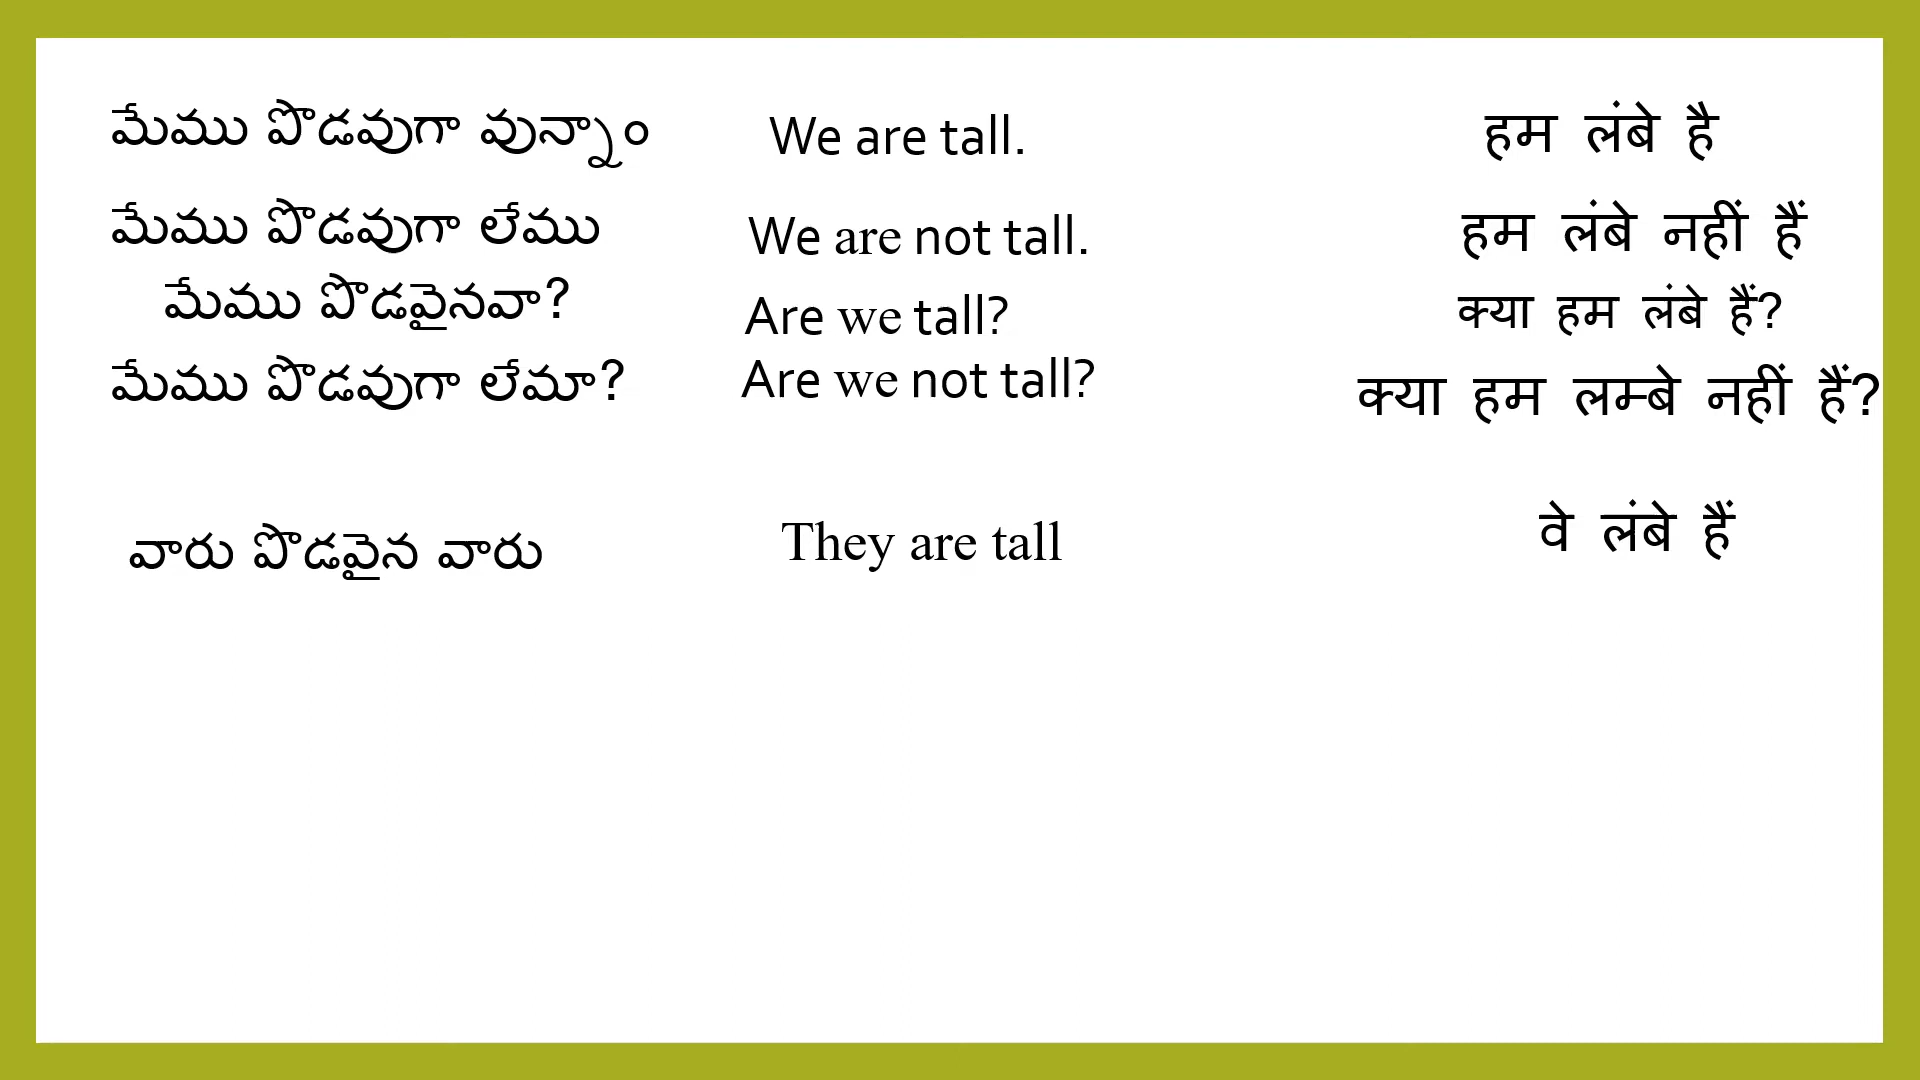 మేము పొడవుగా వున్నాం We are tall. हम लंबे है
మేము పొడవుగా లేము We are not tall. हम लंबे नहीं हैं
మేము పొడవైనవా? Are we tall? क्या हम लंबे हैं?
మేము పొడవుగా లేమా? Are we not tall? क्या हम लम्बे नहीं हैं?
వారు పొడవైన వారు They are tall वे लंबे हैं